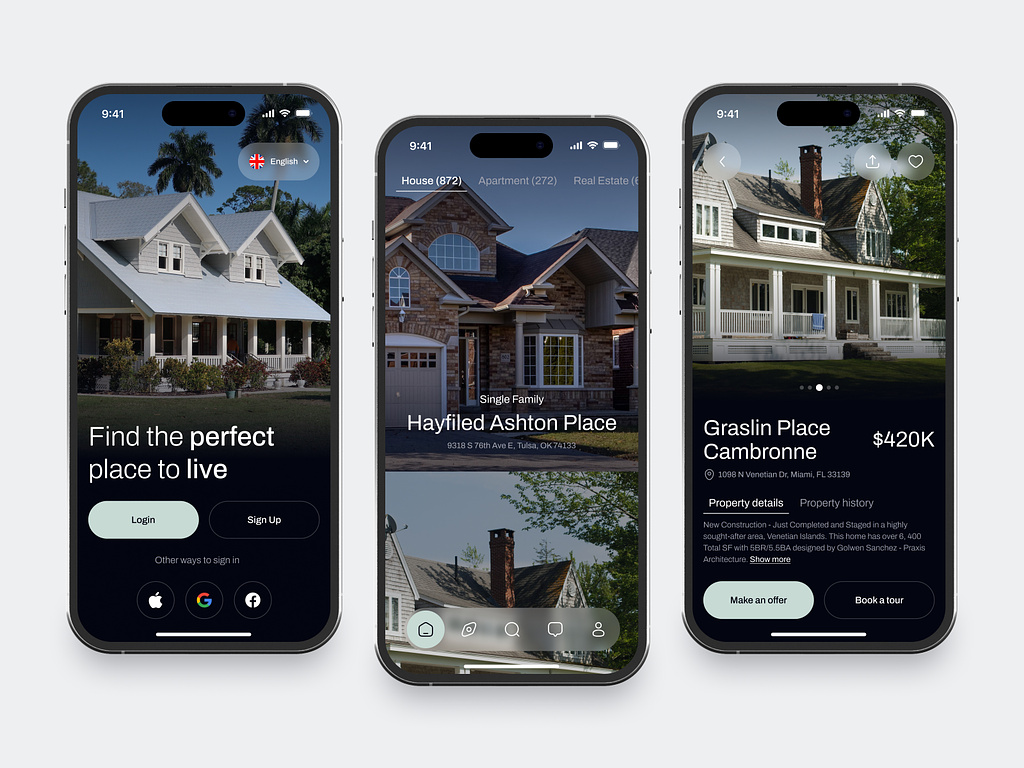 9:41
English
Find the perfect
place to live
Login
Sign Up
Other ways to sign in
9:41
House (872)
Apartment (272)
Real Estate (6
Single Family
Hayfiled Ashton Place
9318 S 76th Ave E, Tulsa, OK 74133
9:41
Graslin Place
Cambronne
$420K
1098 N Venetian Dr, Miami, FL 33139
Property details
Property history
New Construction - Just Completed and Staged in a highly
sought-after area, Venetian Islands. This home has over 6, 400
Total SF with 5BR/5.5BA designed by Golwen Sanchez - Praxis
Architecture. Show more
Make an offer
Book a tour